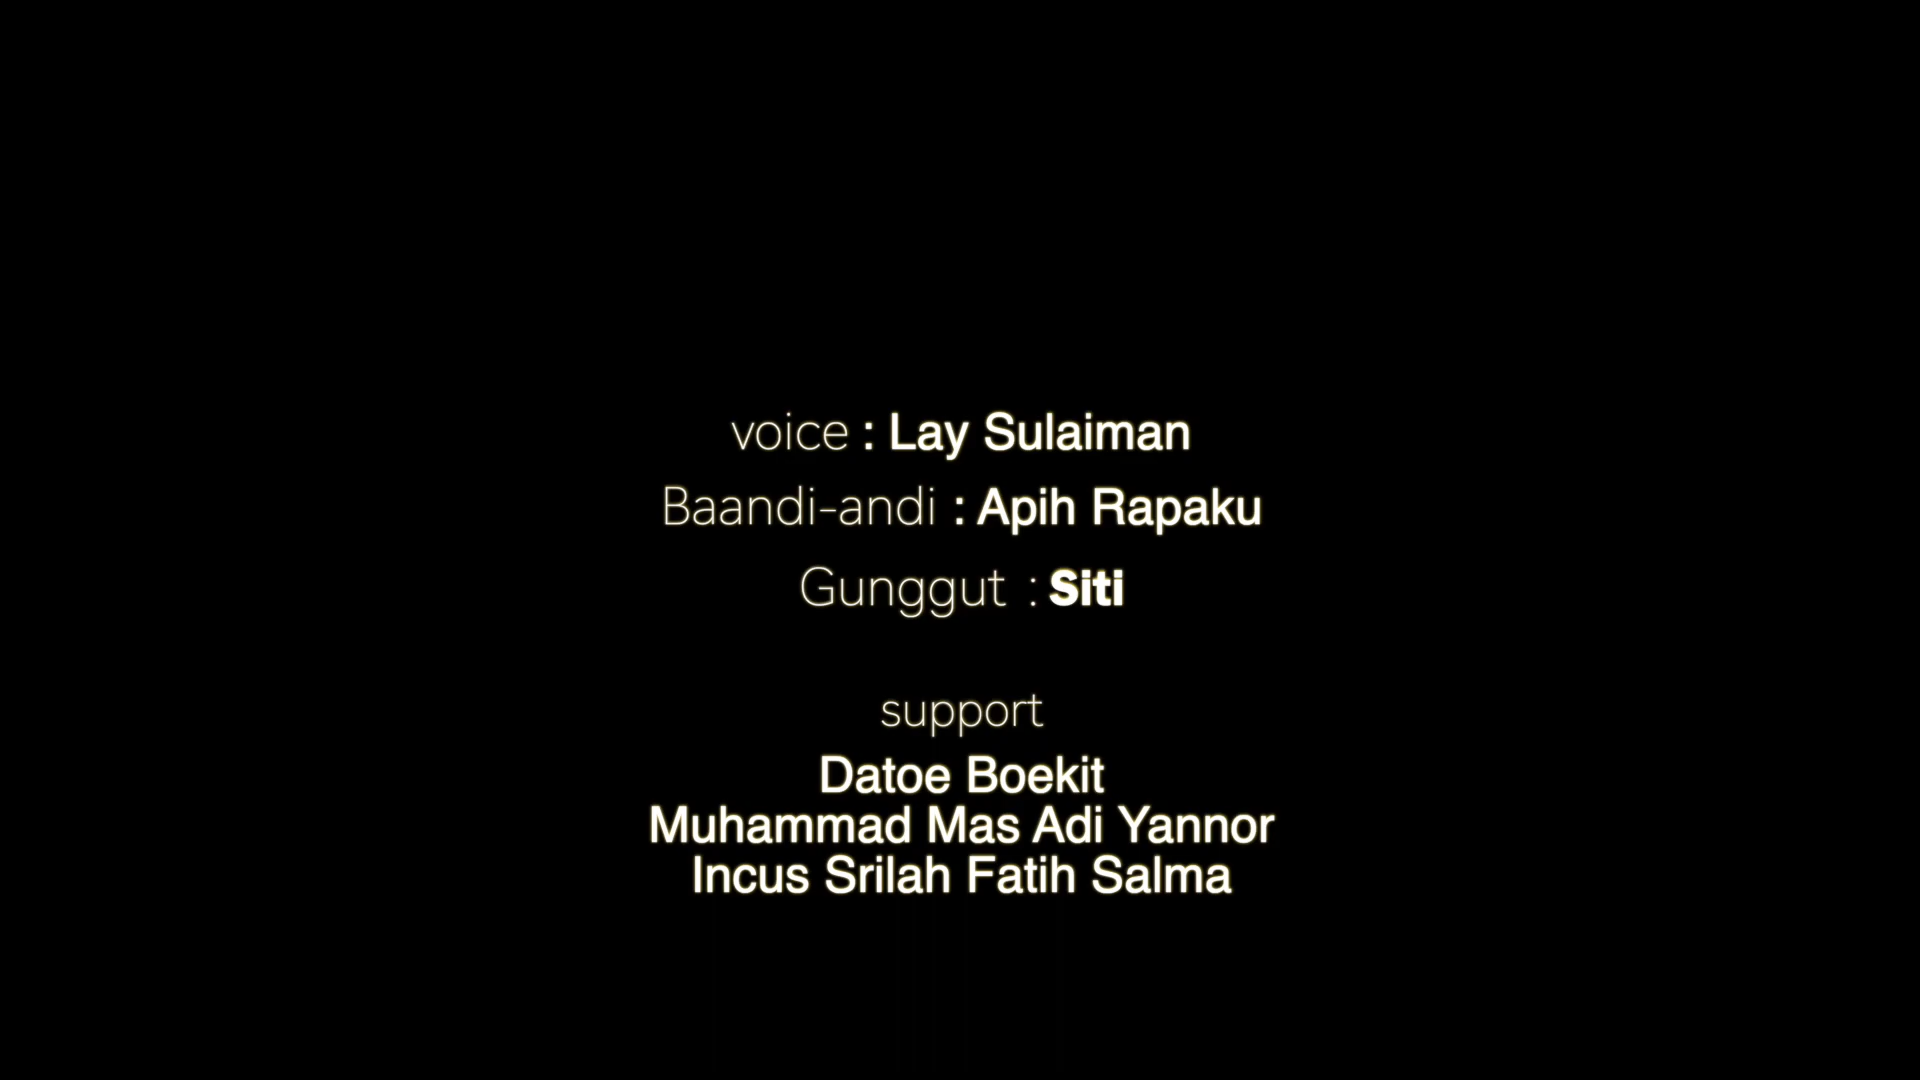 voice : Lay Sulaiman
Baandi-andi : Apih Rapaku
Gunggut : Siti
support
Datoe Boekit
Muhammad Mas Adi Yannor
Incus Srilah Fatih Salma